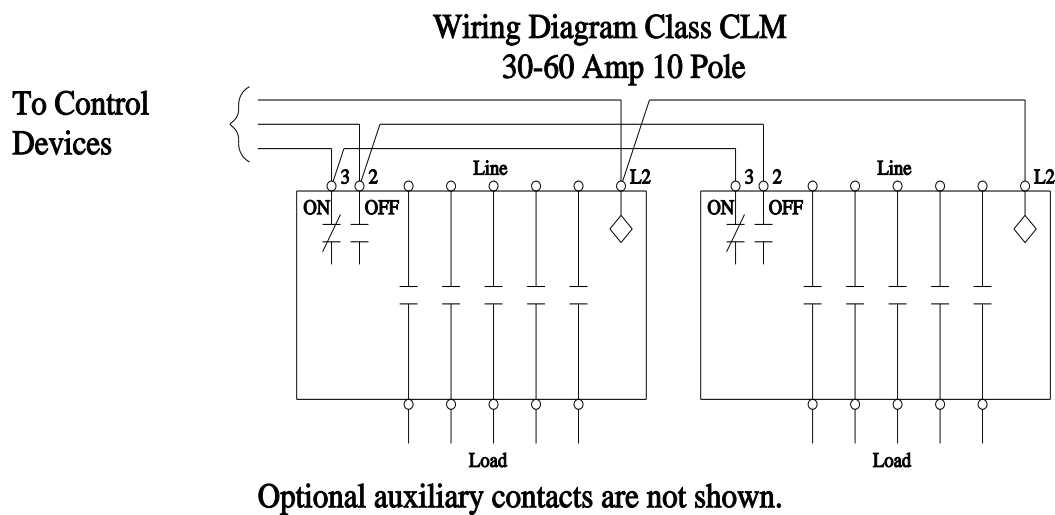 Wiring Diagram Class CLM
30-60 Amp 10 Pole
To Control
Devices
3 2 Line L2
ON OFF
3 2 Line L2
ON OFF
Load
Load
Optional auxiliary contacts are not shown.